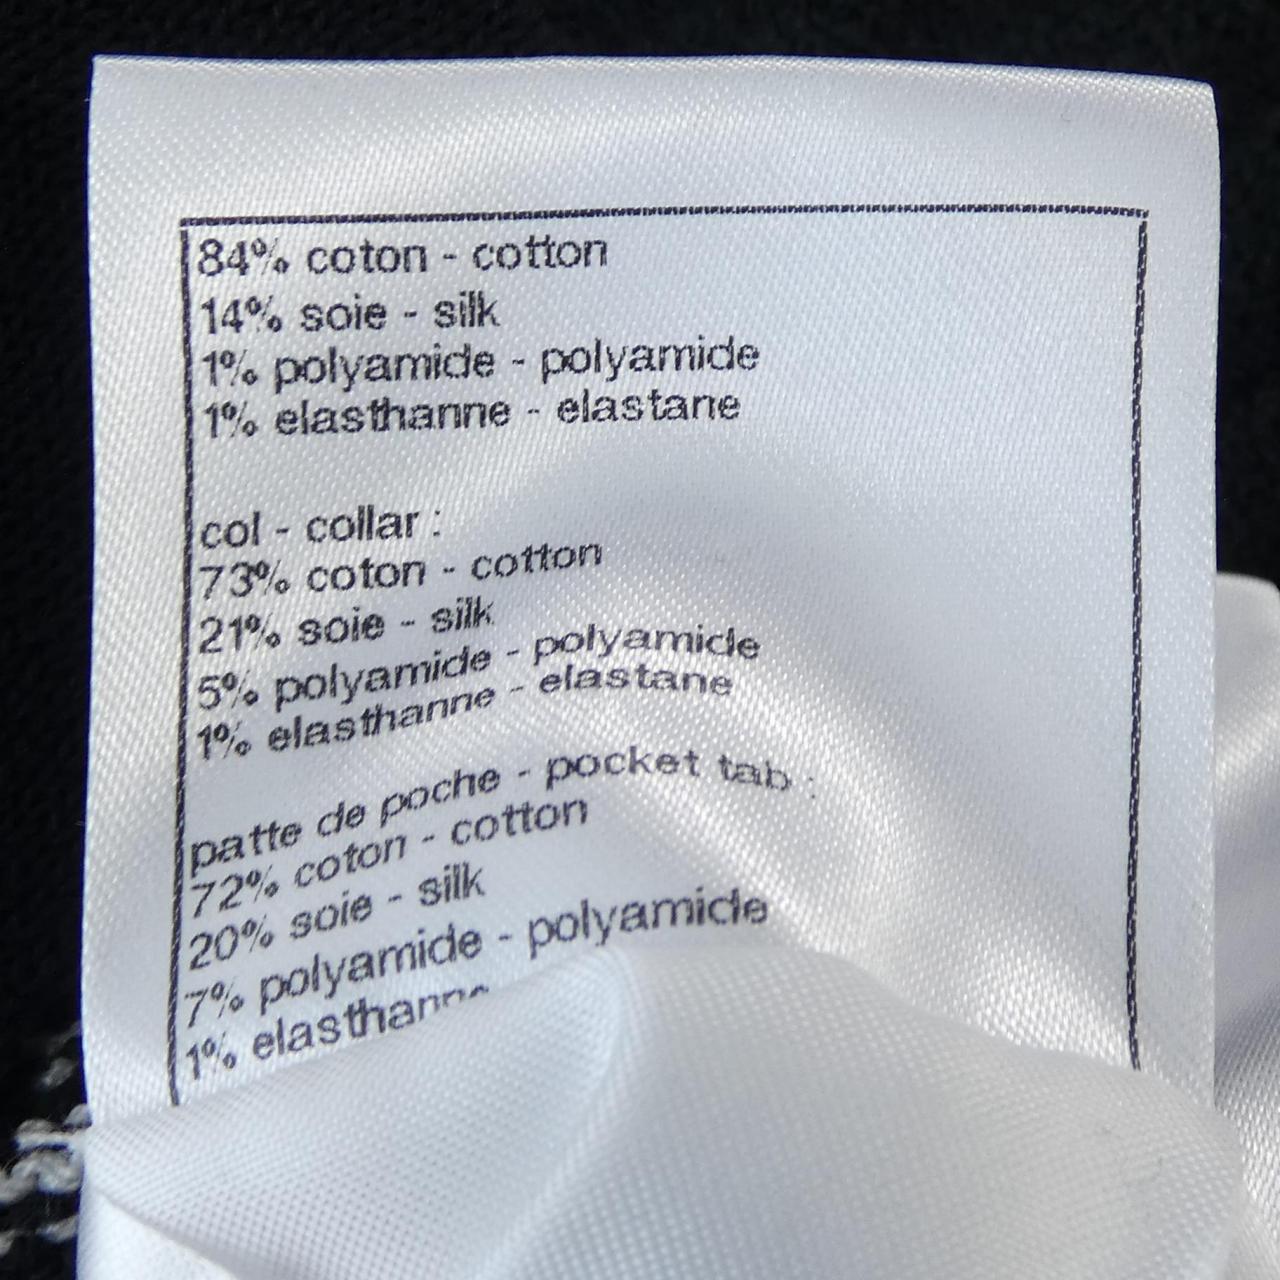 84% coton - cotton
14% soie - silk
1% polyamide - polyamide
1% elasthanne - elastane
col - collar :
73% coton - cotton
21% soie - silk
5% polyamide - polyamide
1% elasthanne - elastane
patte de poche - pocket tab :
72% coton - cotton
20% soie - silk
7% polyamide - polyamide
1% elasthanne